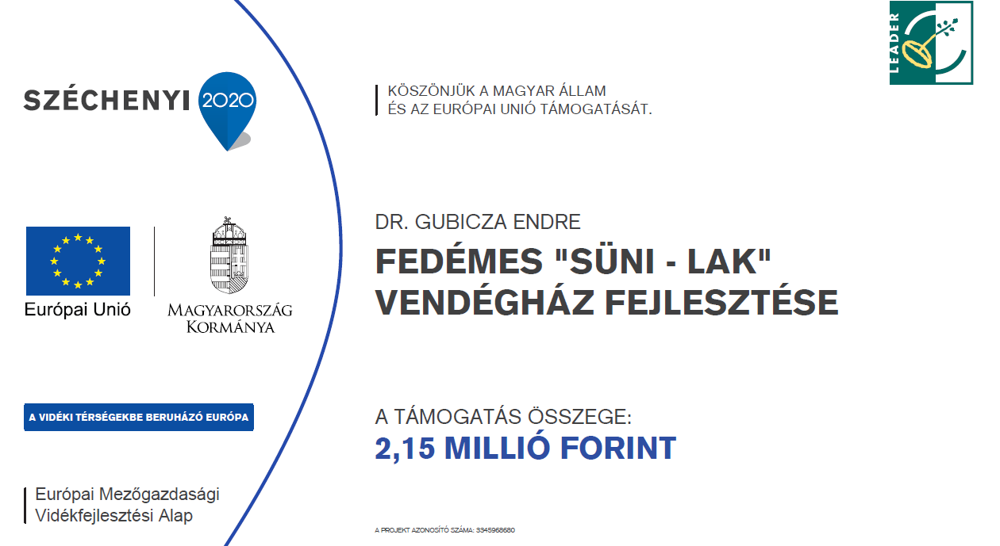 SZÉCHENYI 2020
Európai Unió
MAGYARORSZÁG
KORMÁNYA
A VIDÉKI TÉRSÉGEKBE BERUHÁZÓ EURÓPA
Európai Mezőgazdasági
Vidékfejlesztési Alap
KÖSZÖNJÜK A MAGYAR ÁLLAM
ÉS AZ EURÓPAI UNIÓ TÁMOGATÁSÁT.
LEADER
DR. GUBICZA ENDRE
FEDÉMES "SÜNI - LAK"
VENDÉGHÁZ FEJLESZTÉSE
A TÁMOGATÁS ÖSSZEGE:
2,15 MILLIÓ FORINT
A PROJEKT AZONOSÍTÓ SZÁMA: 3345968680